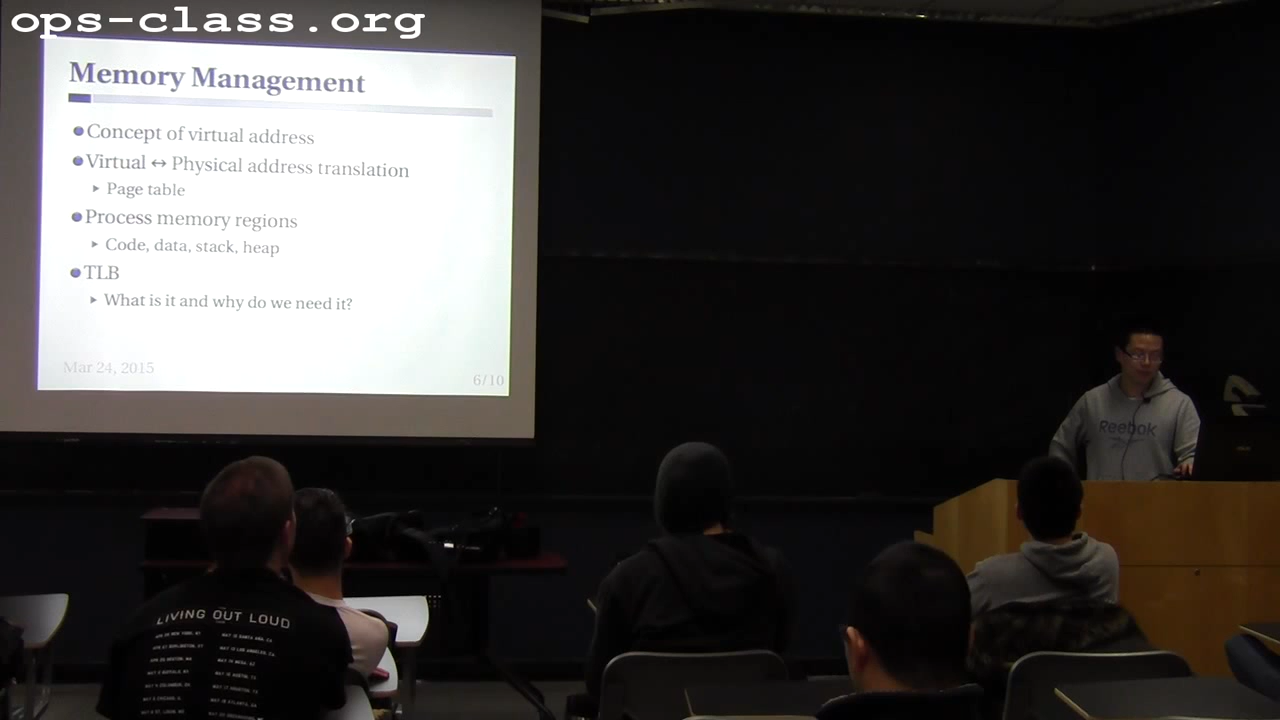 ops-class.org
Memory Management
Concept of virtual address
Virtual ↔ Physical address translation
Page table
Process memory regions
Code, data, stack, heap
TLB
What is it and why do we need it?
Mar 24, 2015
6/10
Reebok
LIVING OUT LOUD